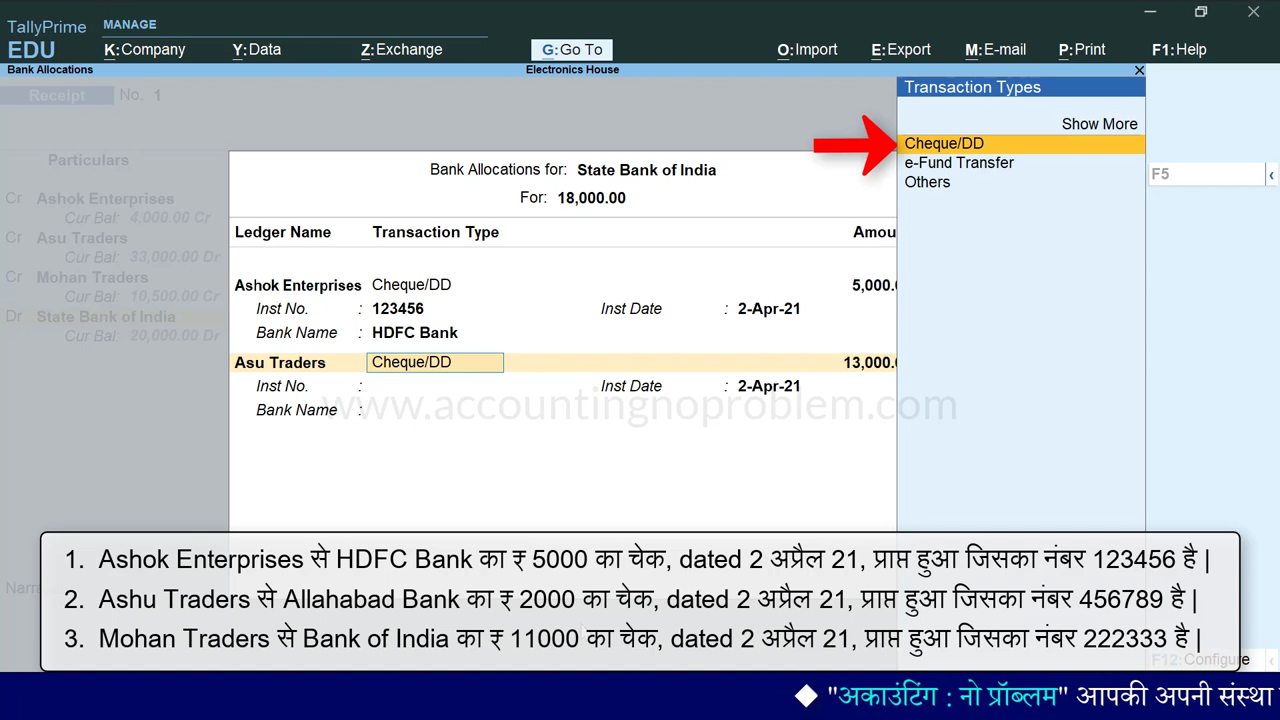 TallyPrime
EDU
MANAGE
K:Company
Y:Data
Z:Exchange
G:Go To
O:Import
E:Export
M:E-mail
P:Print
F1:Help
Bank Allocations
Electronics House
Receipt No. 1
Particulars
Cr Ashok Enterprises
Cur Bal: 4,000.00 Cr
Cr Asu Traders
Cur Bal: 33,000.00 Dr
Cr Mohan Traders
Cur Bal: 10,500.00 Cr
Dr State Bank of India
Cur Bal: 20,000.00 Dr
Bank Allocations for: State Bank of India
For: 18,000.00
Ledger Name Transaction Type Amou
Ashok Enterprises Cheque/DD 5,000.
Inst No. : 123456 Inst Date : 2-Apr-21
Bank Name : HDFC Bank
Asu Traders Cheque/DD 13,000.
Inst No. : Inst Date : 2-Apr-21
Bank Name :
www.accountingnoproblem.com
Transaction Types
Show More
Cheque/DD
e-Fund Transfer
Others
F5
1. Ashok Enterprises से HDFC Bank का ₹ 5000 का चेक, dated 2 अप्रैल 21, प्राप्त हुआ जिसका नंबर 123456 है |
2. Ashu Traders से Allahabad Bank का ₹ 2000 का चेक, dated 2 अप्रैल 21, प्राप्त हुआ जिसका नंबर 456789 है |
3. Mohan Traders से Bank of India का ₹ 11000 का चेक, dated 2 अप्रैल 21, प्राप्त हुआ जिसका नंबर 222333 है |
Narra
F12:Configure
"अकाउंटिंग : नो प्रॉब्लम" आपकी अपनी संस्था